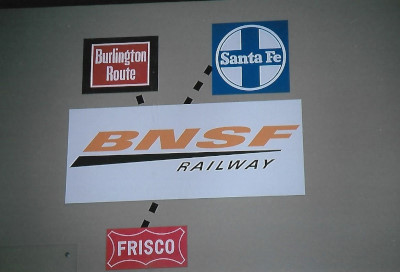 Burlington
Route
Santa Fe
BNSF
RAILWAY
FRISCO